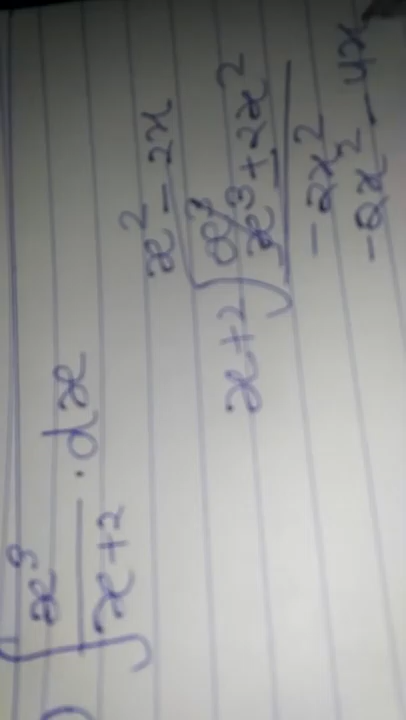 ∫ x³/(x+2) · dx
x² - 2x
x+2 ) x³
x³ + 2x²
-2x²
-2x² - 4x